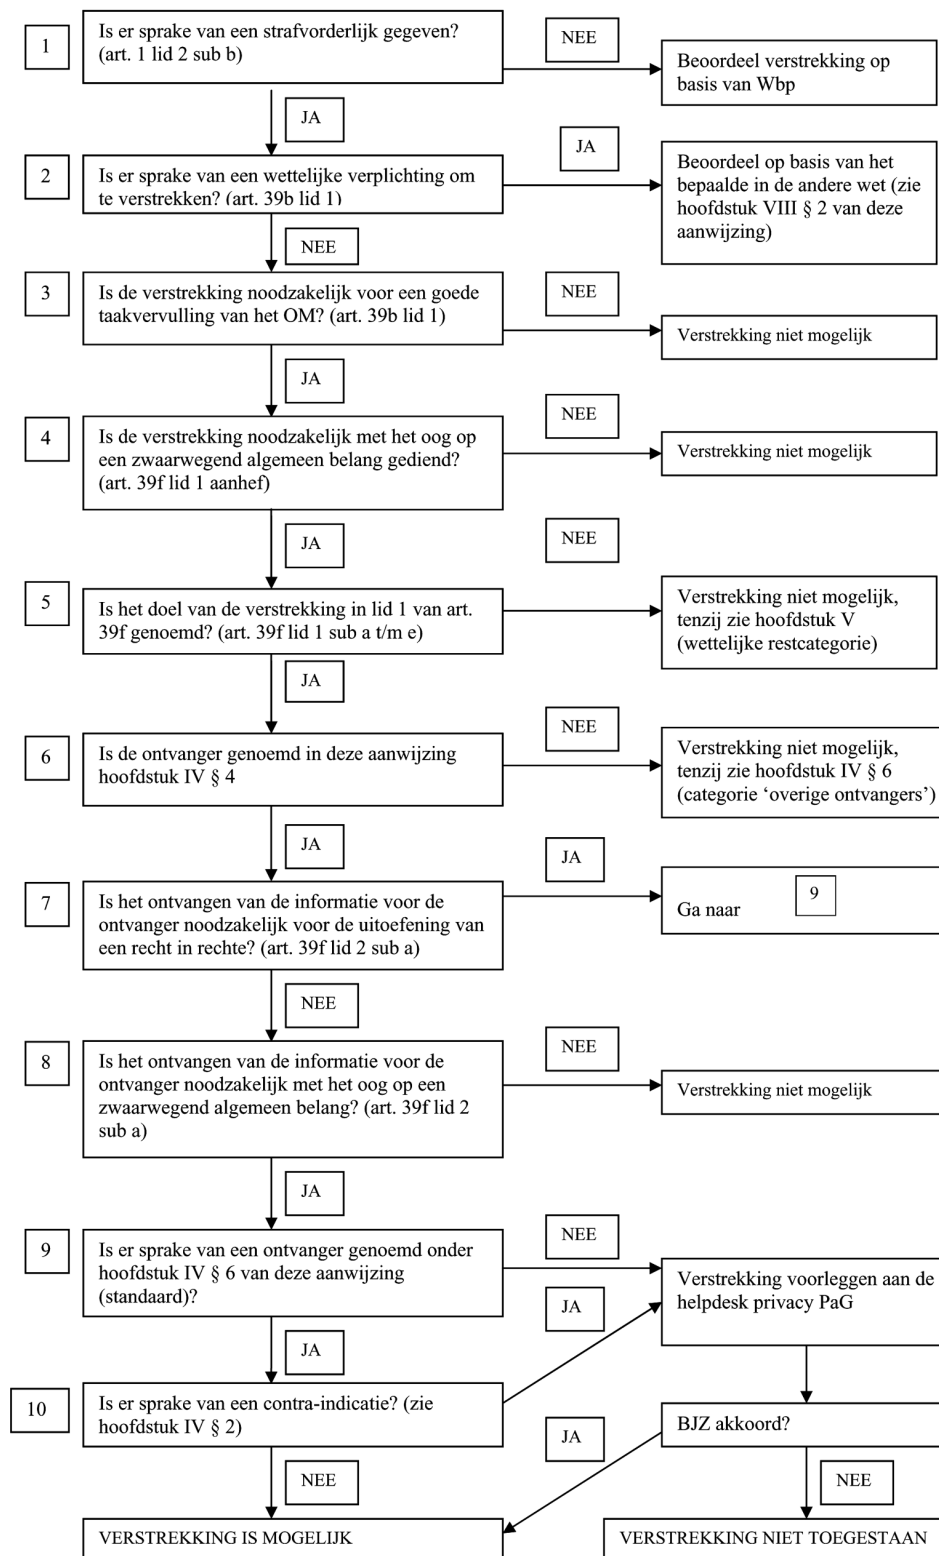 1
Is er sprake van een strafvorderlijk gegeven?
(art. 1 lid 2 sub b)
NEE
Beoordeel verstrekking op
basis van Wbp
JA
2
Is er sprake van een wettelijke verplichting om
te verstrekken? (art. 39b lid 1)
JA
Beoordeel op basis van het
bepaalde in de andere wet (zie
hoofdstuk VIII § 2 van deze
aanwijzing)
NEE
3
Is de verstrekking noodzakelijk voor een goede
taakvervulling van het OM? (art. 39b lid 1)
NEE
Verstrekking niet mogelijk
JA
4
Is de verstrekking noodzakelijk met het oog op
een zwaarwegend algemeen belang gediend?
(art. 39f lid 1 aanhef)
NEE
Verstrekking niet mogelijk
JA
5
Is het doel van de verstrekking in lid 1 van art.
39f genoemd? (art. 39f lid 1 sub a t/m e)
NEE
Verstrekking niet mogelijk,
tenzij zie hoofdstuk V
(wettelijke restcategorie)
JA
6
Is de ontvanger genoemd in deze aanwijzing
hoofdstuk IV § 4
NEE
Verstrekking niet mogelijk,
tenzij zie hoofdstuk IV § 6
(categorie ‘overige ontvangers’)
JA
7
Is het ontvangen van de informatie voor de
ontvanger noodzakelijk voor de uitoefening van
een recht in rechte? (art. 39f lid 2 sub a)
JA
Ga naar 9
NEE
8
Is het ontvangen van de informatie voor de
ontvanger noodzakelijk met het oog op een
zwaarwegend algemeen belang? (art. 39f lid 2
sub a)
NEE
Verstrekking niet mogelijk
JA
9
Is er sprake van een ontvanger genoemd onder
hoofdstuk IV § 6 van deze aanwijzing
(standaard)?
NEE
Verstrekking voorleggen aan de
helpdesk privacy PaG
JA
JA
10
Is er sprake van een contra-indicatie? (zie
hoofdstuk IV § 2)
BJZ akkoord?
JA
NEE
NEE
VERSTREKKING IS MOGELIJK
VERSTREKKING NIET TOEGESTAAN